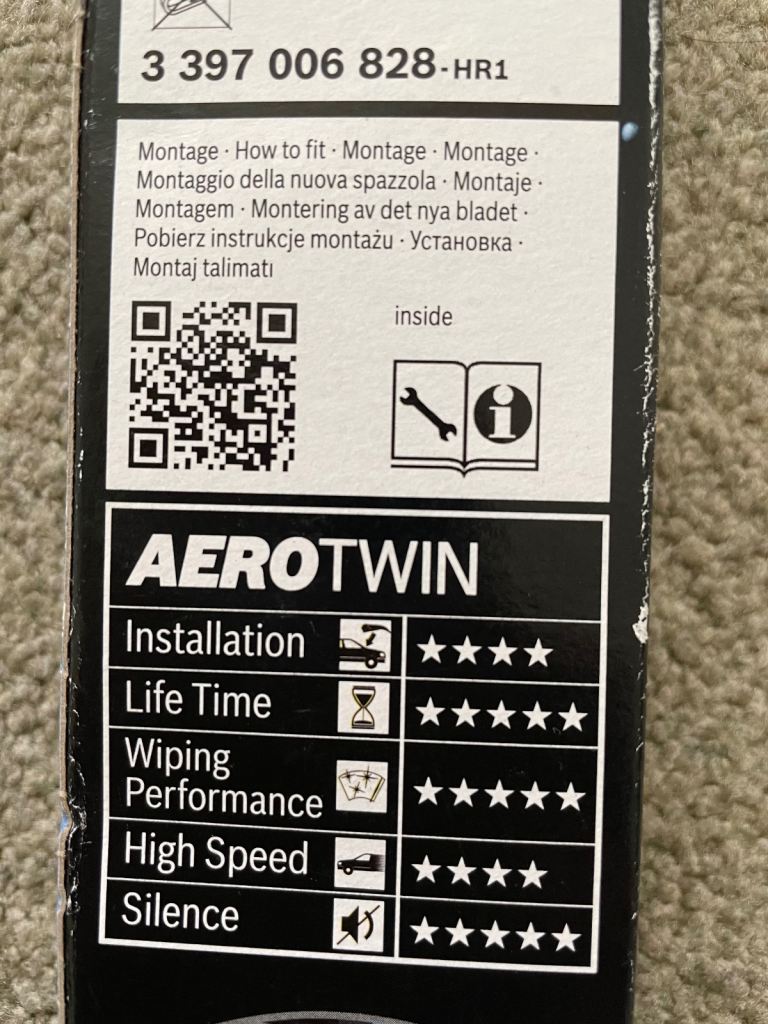 3 397 006 828-HR1
Montage · How to fit · Montage · Montage ·
Montaggio della nuova spazzola · Montaje ·
Montagem · Montering av det nya bladet ·
Pobierz instrukcje montażu · Установка ·
Montaj talimatı
inside
AEROTWIN
Installation ★★★★
Life Time ★★★★★
Wiping
Performance ★★★★★
High Speed ★★★★
Silence ★★★★★